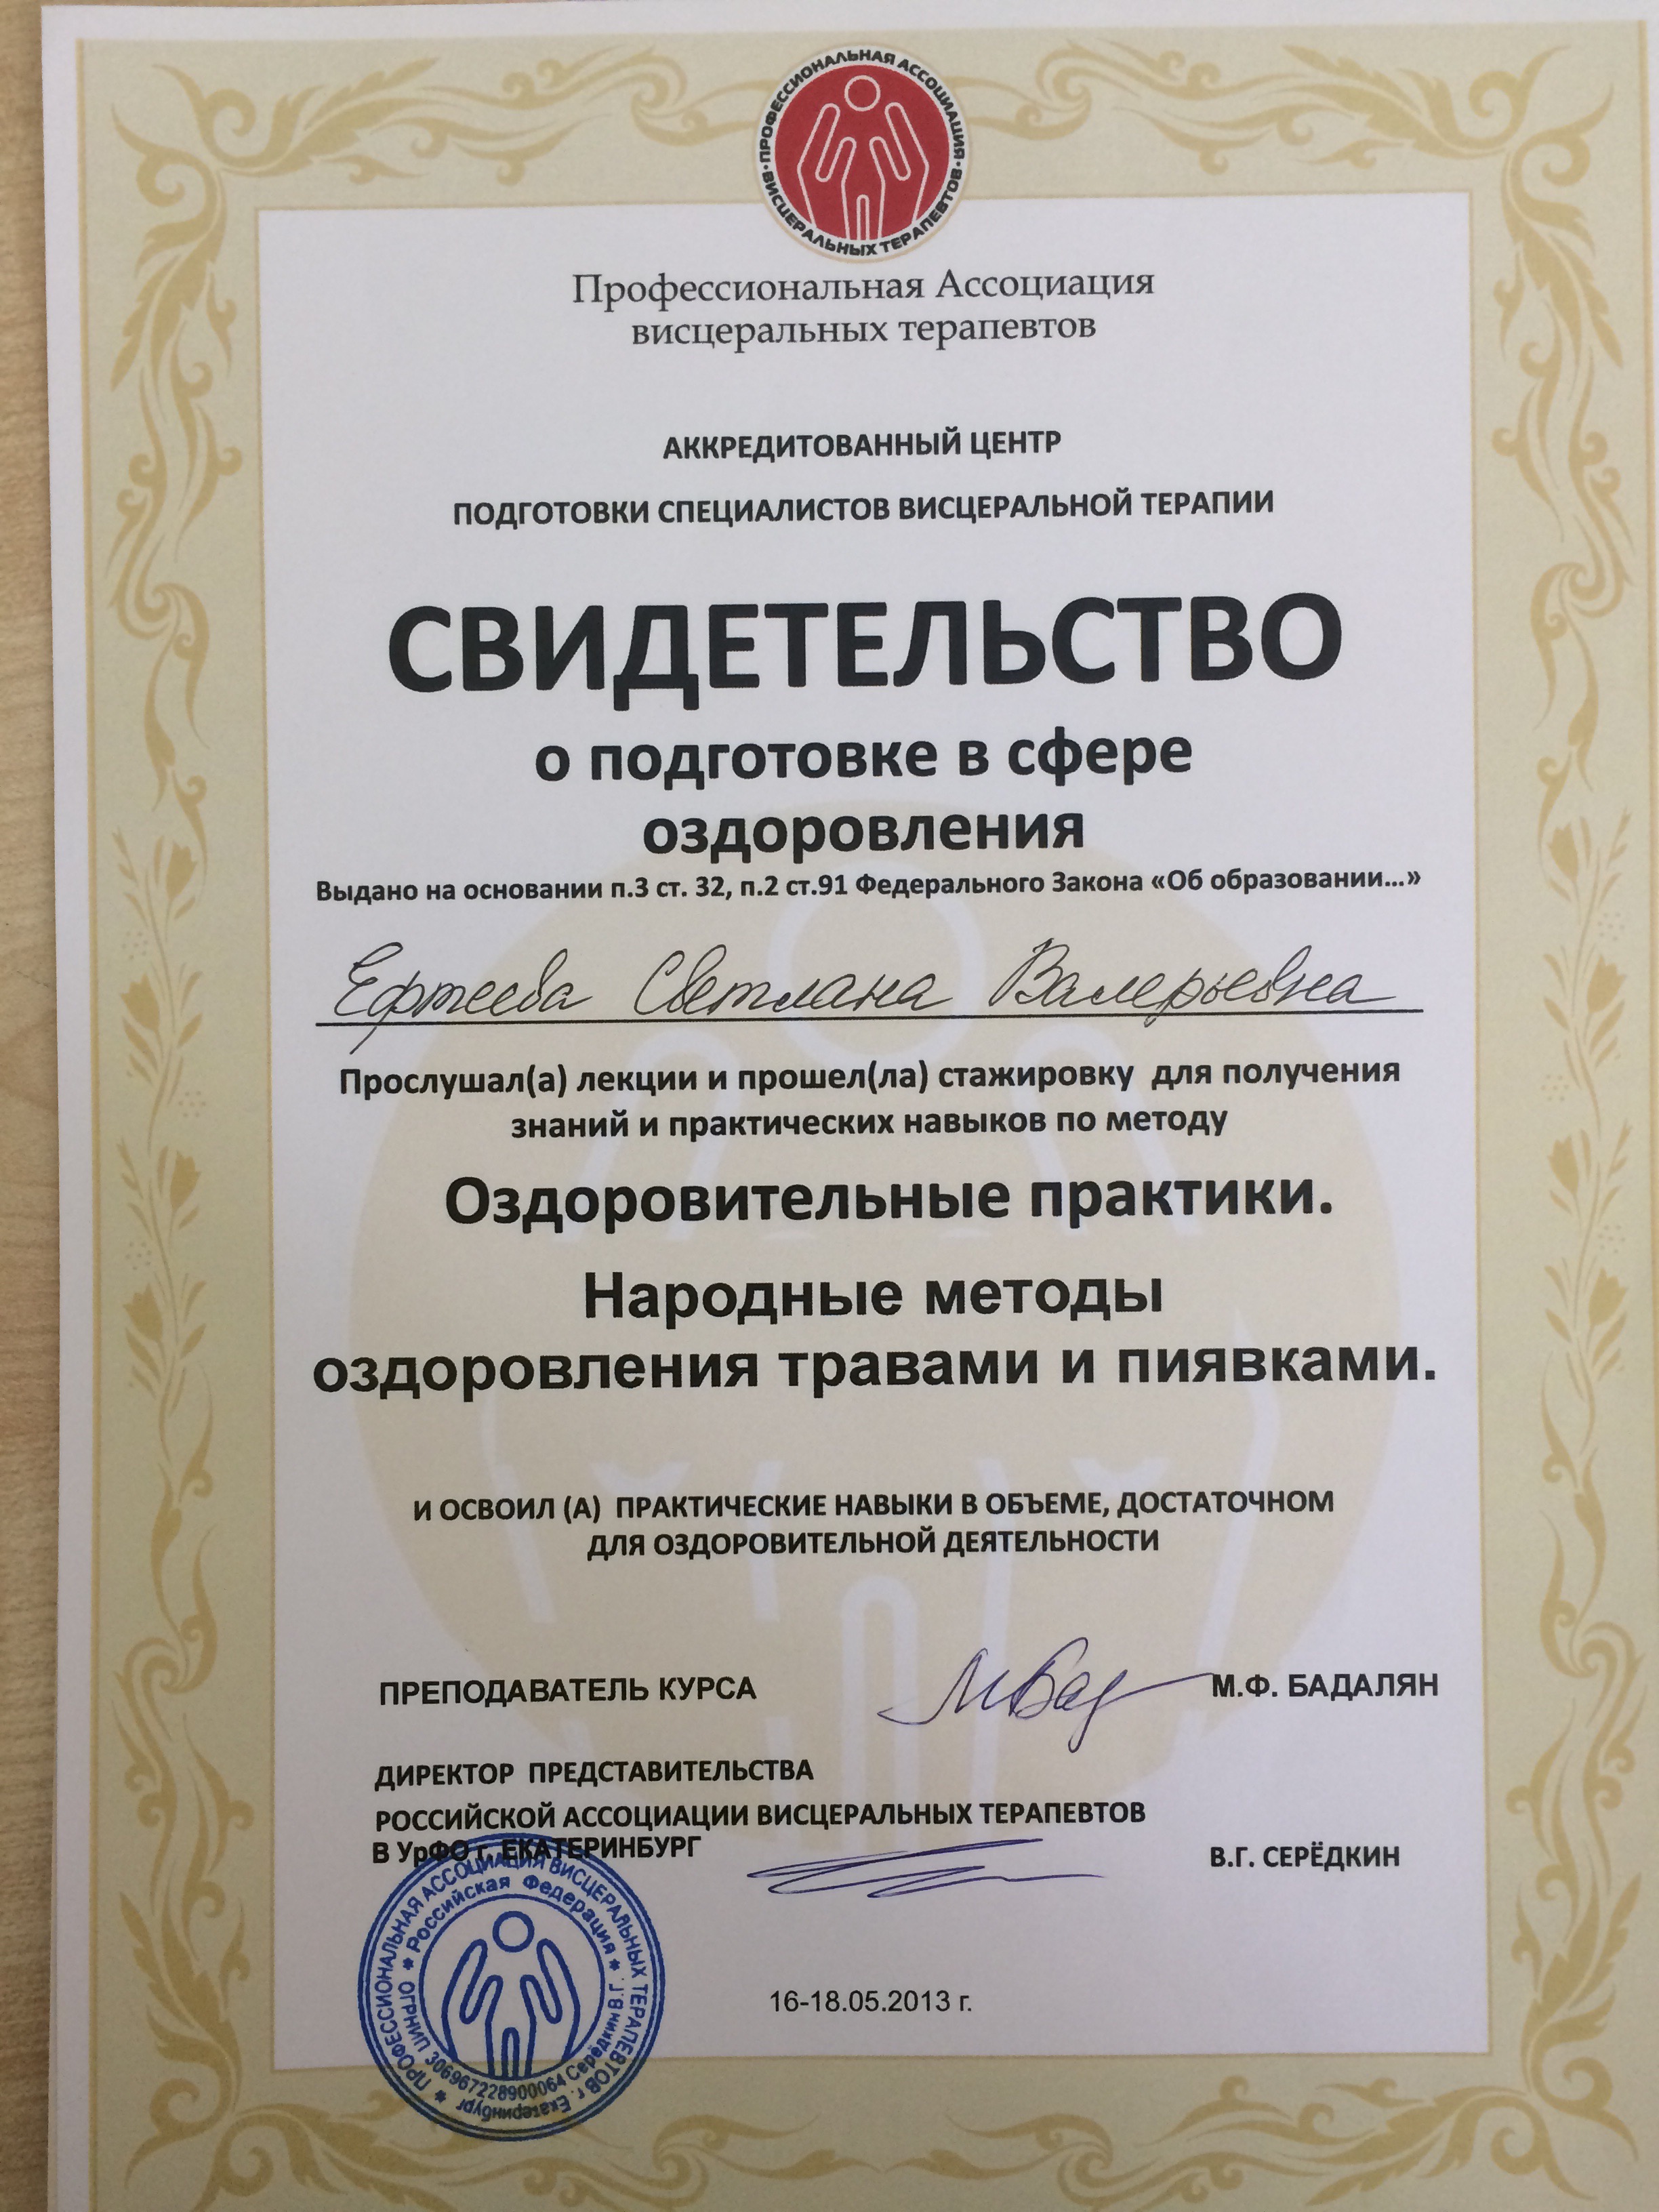 ПРОФЕССИОНАЛЬНАЯ АССОЦИАЦИЯ
ВИСЦЕРАЛЬНЫХ ТЕРАПЕВТОВ
Профессиональная Ассоциация
висцеральных терапевтов
АККРЕДИТОВАННЫЙ ЦЕНТР
ПОДГОТОВКИ СПЕЦИАЛИСТОВ ВИСЦЕРАЛЬНОЙ ТЕРАПИИ
СВИДЕТЕЛЬСТВО
о подготовке в сфере
оздоровления
Выдано на основании п.3 ст. 32, п.2 ст.91 Федерального Закона «Об образовании...»
Ефтеева Светлана Валерьевна
Прослушал(а) лекции и прошел(ла) стажировку для получения
знаний и практических навыков по методу
Оздоровительные практики.
Народные методы
оздоровления травами и пиявками.
И ОСВОИЛ (А) ПРАКТИЧЕСКИЕ НАВЫКИ В ОБЪЕМЕ, ДОСТАТОЧНОМ
ДЛЯ ОЗДОРОВИТЕЛЬНОЙ ДЕЯТЕЛЬНОСТИ
ПРЕПОДАВАТЕЛЬ КУРСА М.Ф. БАДАЛЯН
ДИРЕКТОР ПРЕДСТАВИТЕЛЬСТВА
РОССИЙСКОЙ АССОЦИАЦИИ ВИСЦЕРАЛЬНЫХ ТЕРАПЕВТОВ
В УрФО г. ЕКАТЕРИНБУРГ В.Г. СЕРЁДКИН
ПРОФЕССИОНАЛЬНАЯ АССОЦИАЦИЯ ВИСЦЕРАЛЬНЫХ ТЕРАПЕВТОВ г. Екатеринбург
Российская Федерация * Серёдкин В.Г. ОГРНИП 306967228900064
16-18.05.2013 г.